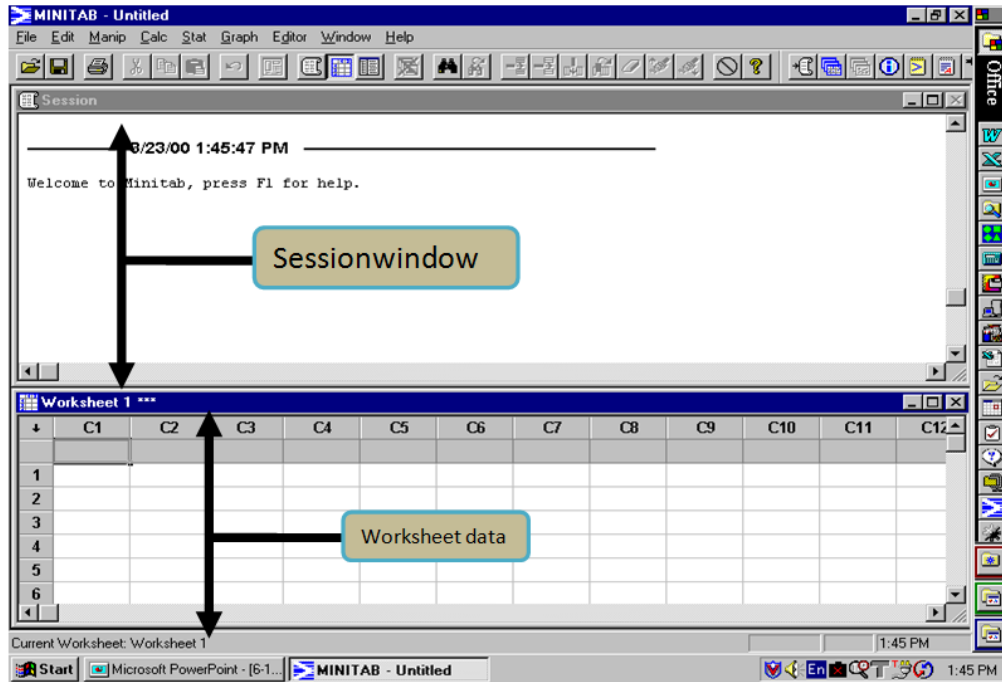 MINITAB - Untitled
File Edit Manip Calc Stat Graph Editor Window Help
Office
Session
8/23/00 1:45:47 PM
Welcome to Minitab, press F1 for help.
Sessionwindow
Worksheet 1 ***
C1 C2 C3 C4 C5 C6 C7 C8 C9 C10 C11 C12
1
2
3
Worksheet data
4
5
6
Current Worksheet: Worksheet 1
1:45 PM
Start Microsoft PowerPoint - [6-1... MINITAB - Untitled En 1:45 PM